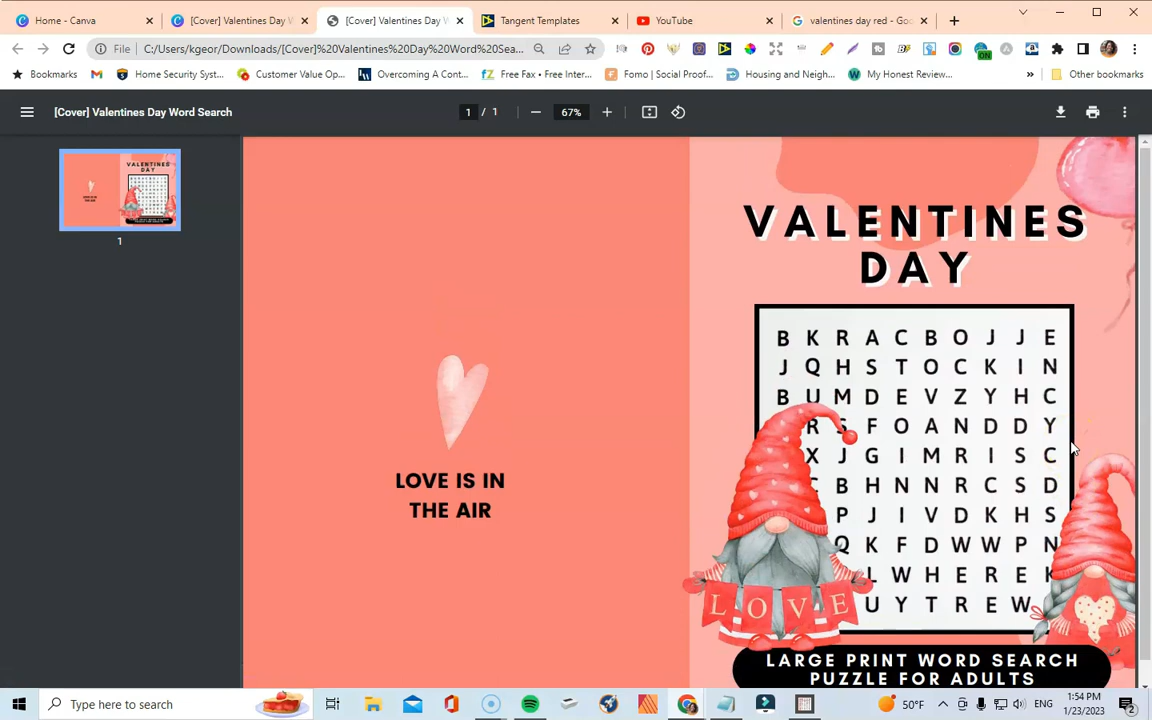 Home - Canva
[Cover] Valentines Day W
[Cover] Valentines Day W
Tangent Templates
YouTube
valentines day red - Goo
File
C:/Users/kgeor/Downloads/[Cover]%20Valentines%20Day%20Word%20Sea...
Bookmarks
Home Security Syst...
Customer Value Op...
Overcoming A Cont...
Free Fax • Free Inter...
Fomo | Social Proof...
Housing and Neigh...
My Honest Review...
»
Other bookmarks
[Cover] Valentines Day Word Search
1 / 1
67%
1
VALENTINES
DAY
B K R A C B O J J E
J Q H S T O C K I N
B U M D E V Z Y H C
R S F O A N D D Y
X J G I M R I S C
C B H N N R C S D
P J I V D K H S
Q K F D W W P N
L W H E R E K
U Y T R E W
LOVE IS IN
THE AIR
LOVE
LARGE PRINT WORD SEARCH
PUZZLE FOR ADULTS
Type here to search
50°F
ENG
1:54 PM
1/23/2023
2